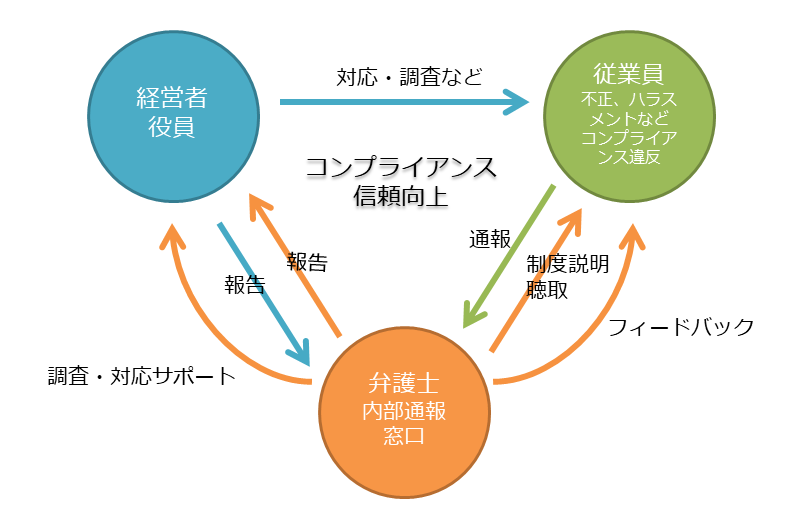 対応・調査など
経営者
役員
従業員
不正、ハラス
メントなど
コンプライア
ンス違反
コンプライアンス
信頼向上
通報
制度説明
聴取
報告
報告
フィードバック
調査・対応サポート
弁護士
内部通報
窓口